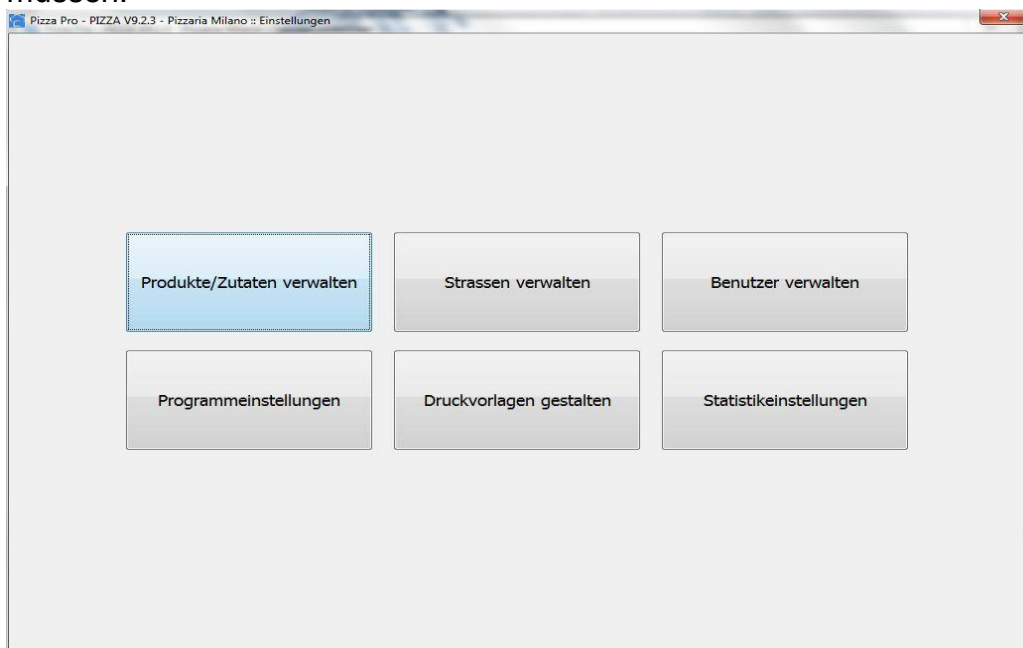 müssen.
Pizza Pro - PIZZA V9.2.3 - Pizzaria Milano :: Einstellungen
Produkte/Zutaten verwalten
Strassen verwalten
Benutzer verwalten
Programmeinstellungen
Druckvorlagen gestalten
Statistikeinstellungen